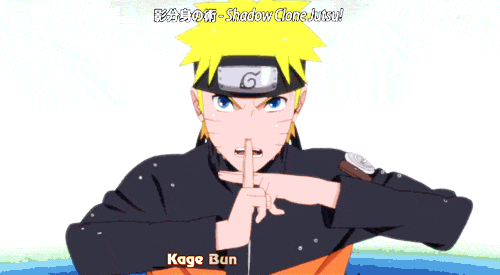 影分身の術 - Shadow Clone Jutsu!
Kage Bun